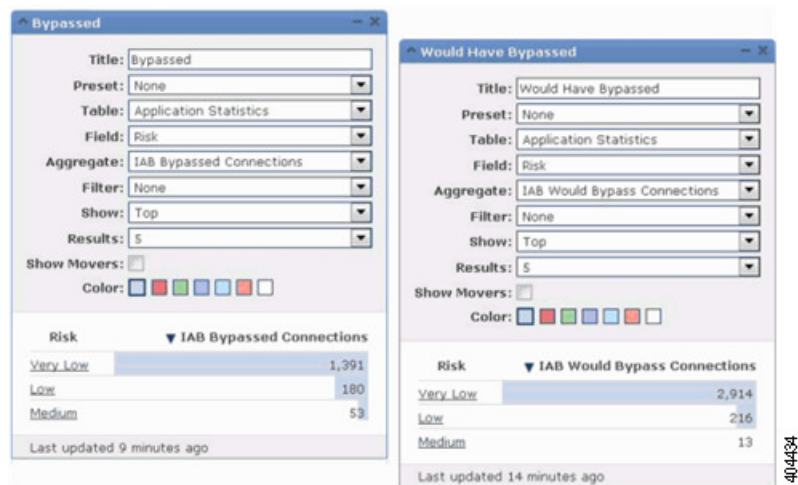 Bypassed
Title: Bypassed
Preset: None
Table: Application Statistics
Field: Risk
Aggregate: IAB Bypassed Connections
Filter: None
Show: Top
Results: 5
Show Movers:
Color:
Risk IAB Bypassed Connections
Very Low 1,391
Low 180
Medium 53
Last updated 9 minutes ago
Would Have Bypassed
Title: Would Have Bypassed
Preset: None
Table: Application Statistics
Field: Risk
Aggregate: IAB Would Bypass Connections
Filter: None
Show: Top
Results: 5
Show Movers:
Color:
Risk IAB Would Bypass Connections
Very Low 2,914
Low 216
Medium 13
Last updated 14 minutes ago
404434